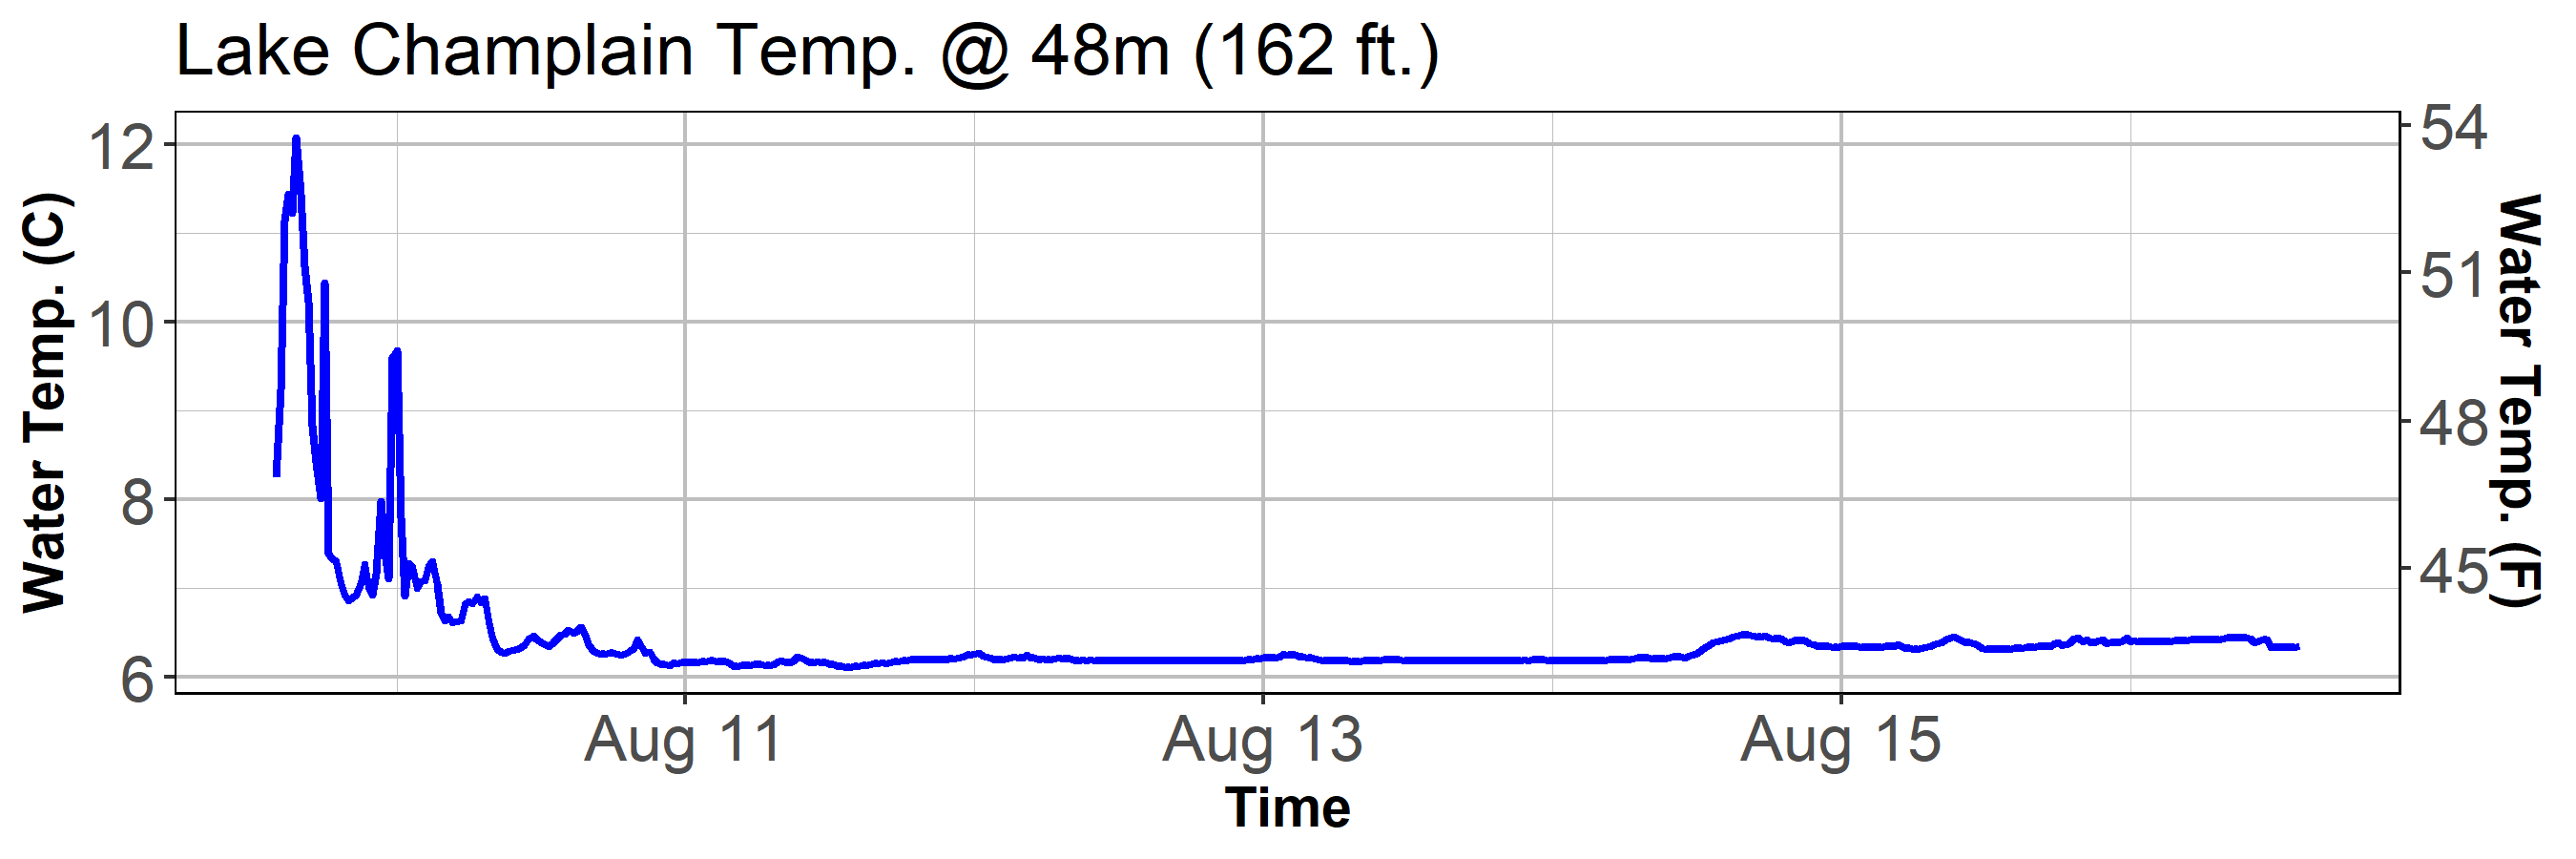 Lake Champlain Temp. @ 48m (162 ft.)
Water Temp. (C)
12
10
8
6
54
51
48
45
Water Temp. (F)
Aug 11 Aug 13 Aug 15
Time